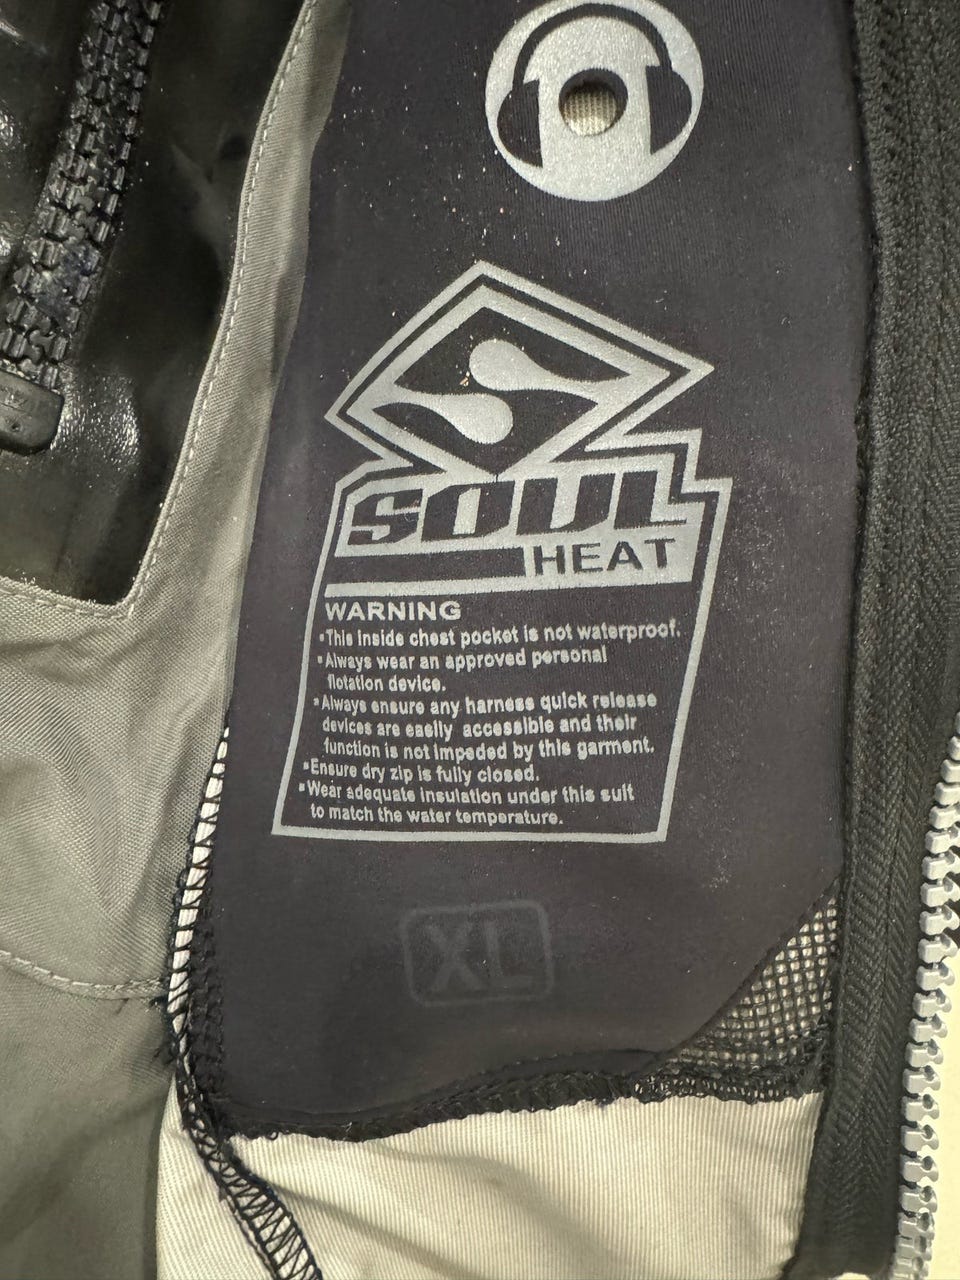 SOUL
HEAT
WARNING
•This inside chest pocket is not waterproof.
•Always wear an approved personal
flotation device.
•Always ensure any harness quick release
devices are easily accessible and their
function is not impeded by this garment.
•Ensure dry zip is fully closed.
•Wear adequate insulation under this suit
to match the water temperature.
XL